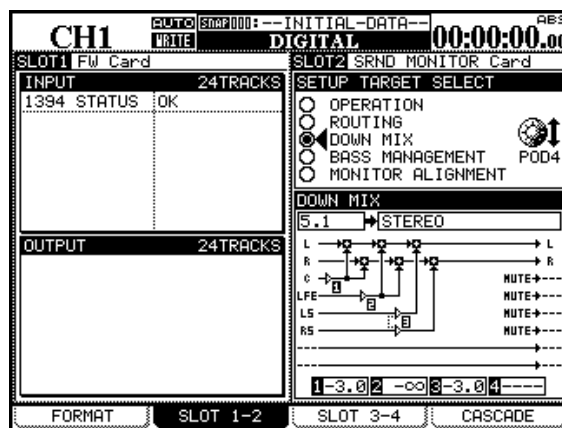 CH1
AUTO SNAP000:--INITIAL-DATA--
WRITE DIGITAL
ABS
00:00:00.00
SLOT1 FW Card
INPUT 24TRACKS
1394 STATUS OK
OUTPUT 24TRACKS
SLOT2 SRND MONITOR Card
SETUP TARGET SELECT
OPERATION
ROUTING
DOWN MIX
BASS MANAGEMENT
MONITOR ALIGNMENT
POD4
DOWN MIX
5.1 STEREO
L L
R R
C 1 MUTE ---
LFE 2 MUTE ---
LS 3 MUTE ---
RS MUTE ---
--- ---
--- ---
1 -3.0 2 -∞ 3 -3.0 4 ----
FORMAT SLOT 1-2 SLOT 3-4 CASCADE